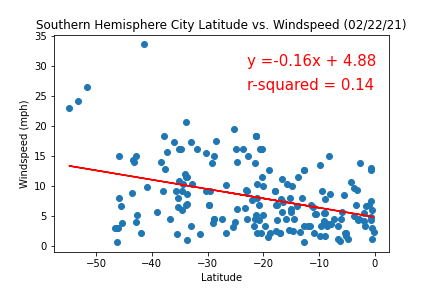 Southern Hemisphere City Latitude vs. Windspeed (02/22/21)
35
y =-0.16x + 4.88
30
r-squared = 0.14
25
20
Windspeed (mph)
15
10
5
0
−50 −40 −30 −20 −10 0
Latitude